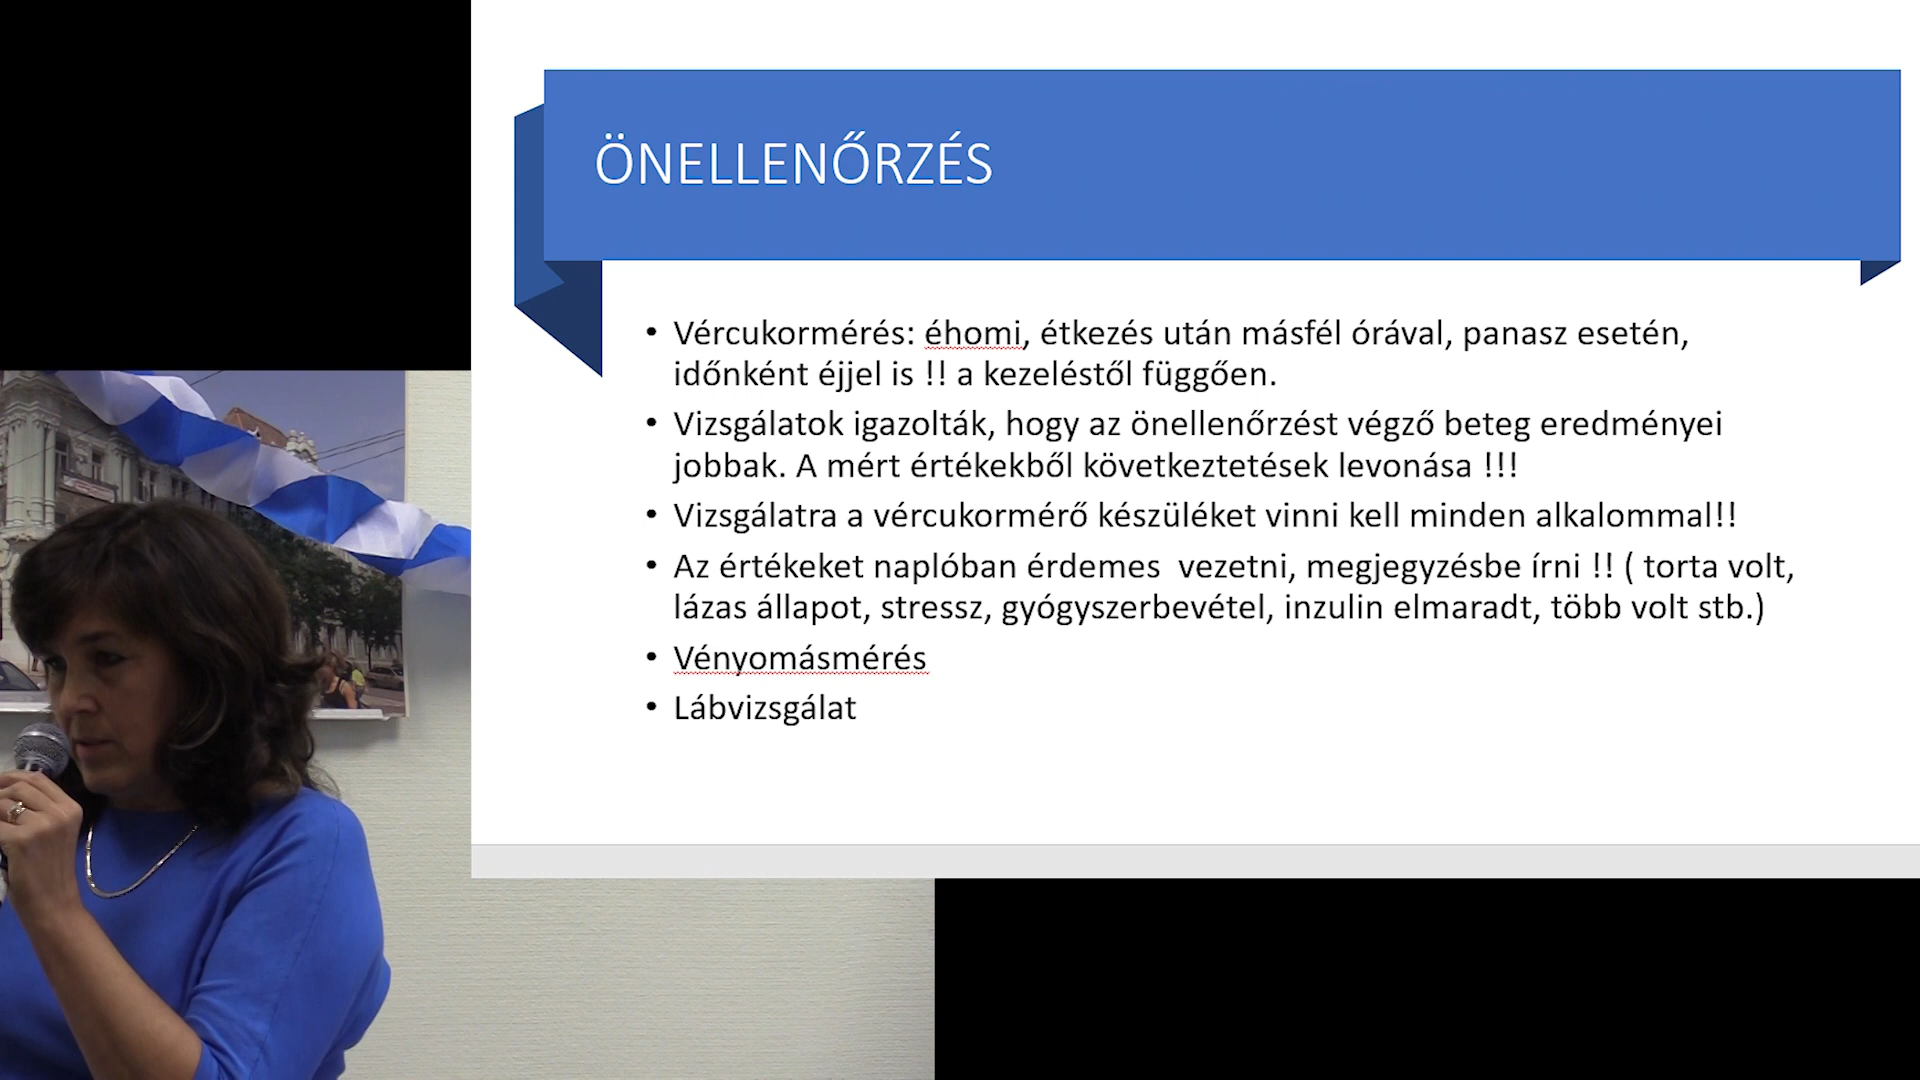 ÖNELLENŐRZÉS
• Vércukormérés: éhomi, étkezés után másfél órával, panasz esetén,
időnként éjjel is !! a kezeléstől függően.
• Vizsgálatok igazolták, hogy az önellenőrzést végző beteg eredményei
jobbak. A mért értékekből következtetések levonása !!!
• Vizsgálatra a vércukormérő készüléket vinni kell minden alkalommal!!
• Az értékeket naplóban érdemes  vezetni, megjegyzésbe írni !! ( torta volt,
lázas állapot, stressz, gyógyszerbevétel, inzulin elmaradt, több volt stb.)
• Vényomásmérés
• Lábvizsgálat